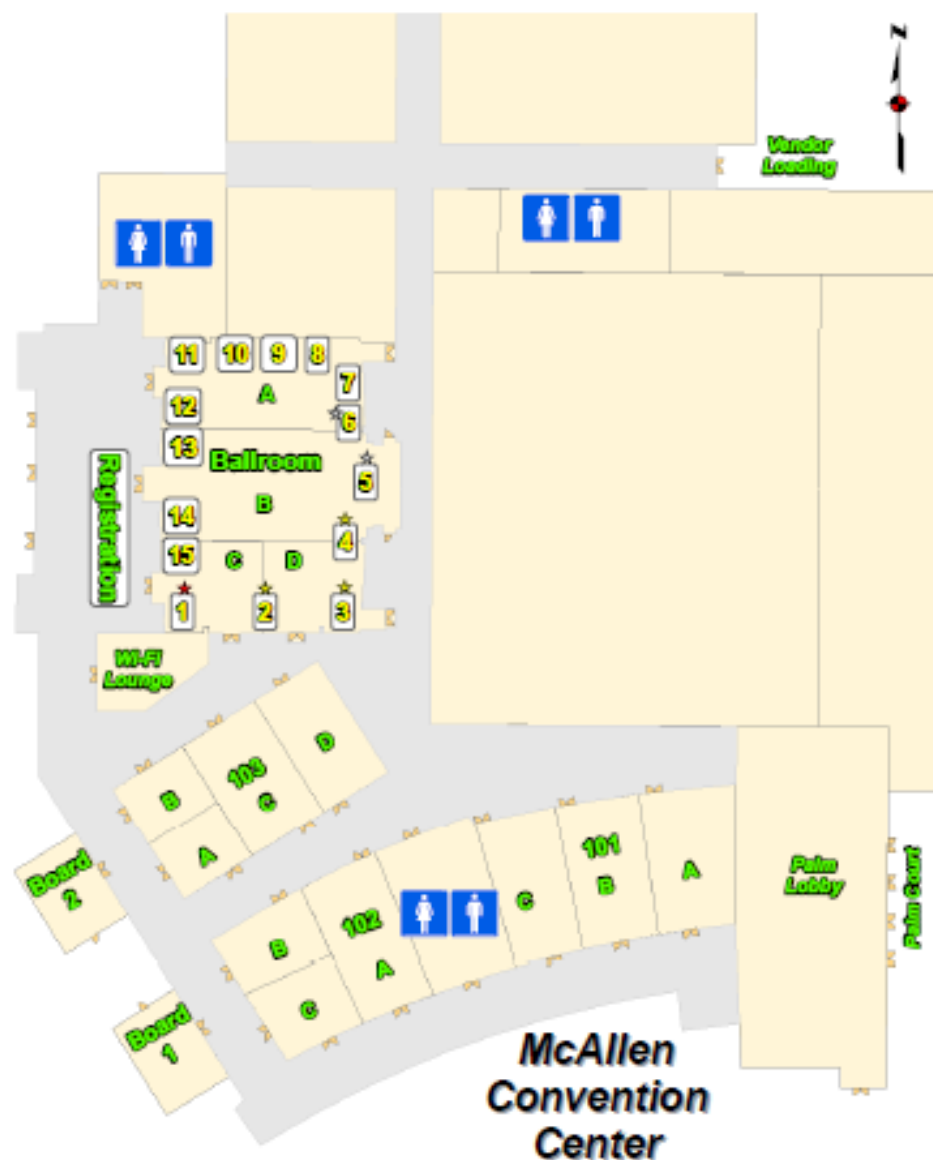 N
Vendor
Loading
11
10
9
8
7
A
12
6
13
Ballroom
5
B
14
4
Registration
15
C
D
1
2
3
Wi-Fi
Lounge
D
103
B
C
A
Board
2
101
C
B
A
Palm
Lobby
Palm Court
102
B
A
C
Board
1
McAllen
Convention
Center